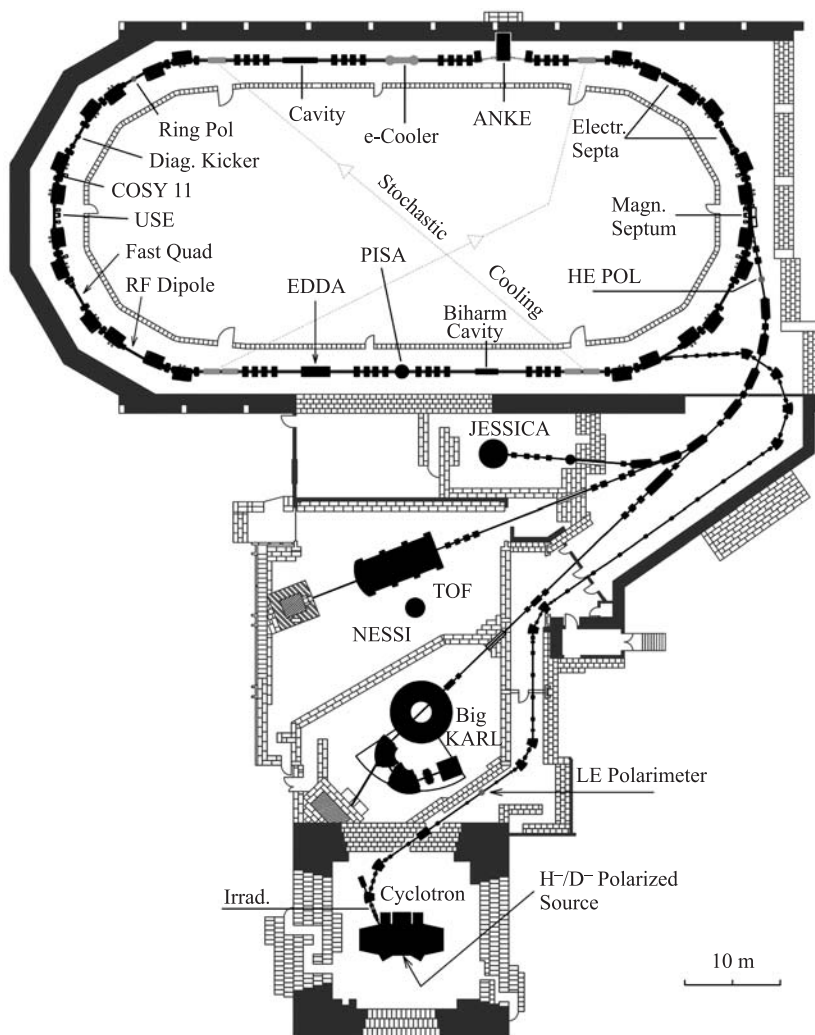 Cavity
e-Cooler
ANKE
Ring Pol
Electr.
Septa
Diag. Kicker
COSY 11
USE
Stochastic
Magn.
Septum
Fast Quad
PISA
RF Dipole
EDDA
Cooling
HE POL
Biharm
Cavity
JESSICA
TOF
NESSI
Big
KARL
LE Polarimeter
Irrad.
Cyclotron
H⁻/D⁻ Polarized
Source
10 m